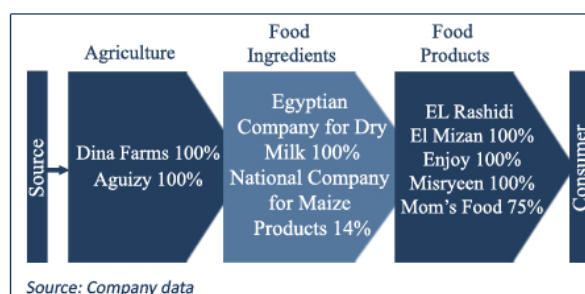 Agriculture
Food
Ingredients
Food
Products
Source
Dina Farms 100%
Aguizy 100%
Egyptian
Company for Dry
Milk 100%
National Company
for Maize
Products 14%
EL Rashidi
El Mizan 100%
Enjoy 100%
Misryeen 100%
Mom's Food 75%
Consumer
Source: Company data